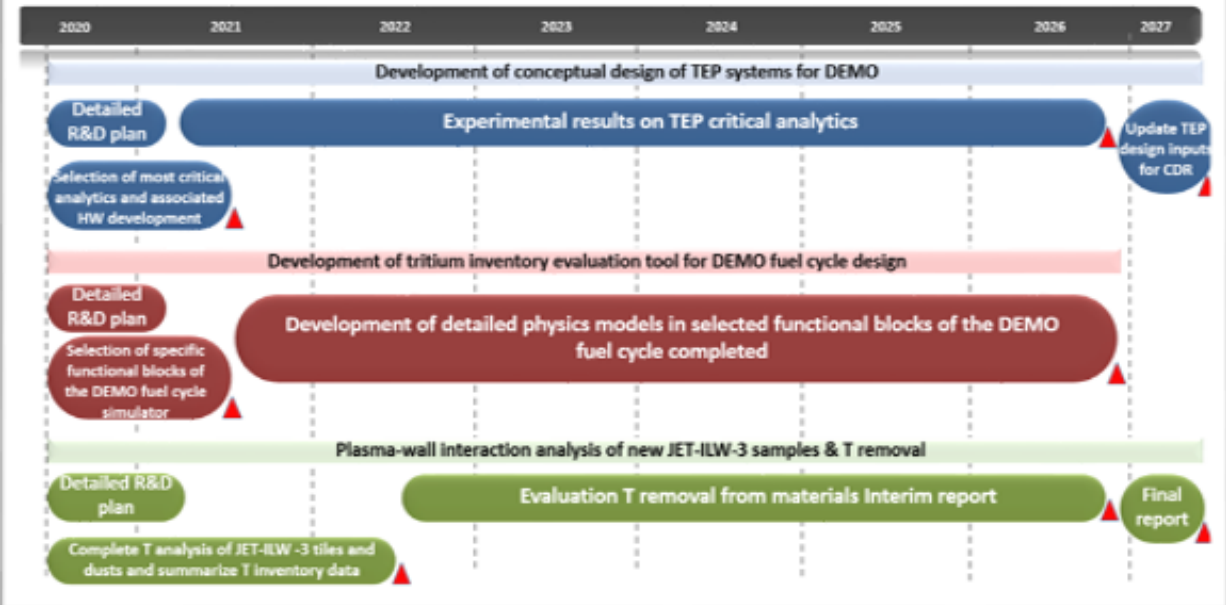 2020 2021 2022 2023 2024 2025 2026 2027
Development of conceptual design of TEP systems for DEMO
Detailed
R&D plan
Experimental results on TEP critical analytics
Update TEP
design inputs
for CDR
Selection of most critical
analytics and associated
HW development
Development of tritium inventory evaluation tool for DEMO fuel cycle design
Detailed
R&D plan
Development of detailed physics models in selected functional blocks of the DEMO
fuel cycle completed
Selection of specific
functional blocks of
the DEMO fuel cycle
simulator
Plasma-wall interaction analysis of new JET-ILW-3 samples & T removal
Detailed R&D
plan
Evaluation T removal from materials Interim report
Final
report
Complete T analysis of JET-ILW -3 tiles and
dusts and summarize T inventory data